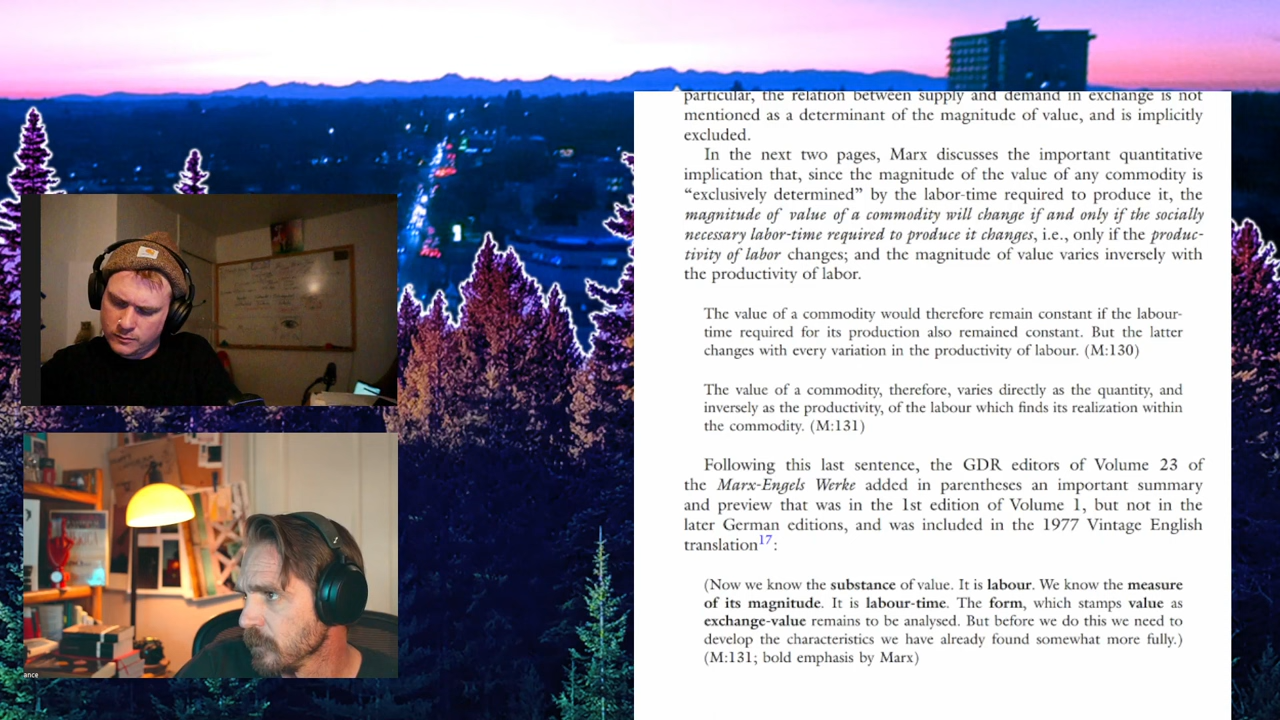 particular, the relation between supply and demand in exchange is not
mentioned as a determinant of the magnitude of value, and is implicitly
excluded.
In the next two pages, Marx discusses the important quantitative
implication that, since the magnitude of the value of any commodity is
“exclusively determined” by the labor-time required to produce it, the
magnitude of value of a commodity will change if and only if the socially
necessary labor-time required to produce it changes, i.e., only if the produc-
tivity of labor changes; and the magnitude of value varies inversely with
the productivity of labor.
The value of a commodity would therefore remain constant if the labour-
time required for its production also remained constant. But the latter
changes with every variation in the productivity of labour. (M:130)
The value of a commodity, therefore, varies directly as the quantity, and
inversely as the productivity, of the labour which finds its realization within
the commodity. (M:131)
Following this last sentence, the GDR editors of Volume 23 of
the Marx-Engels Werke added in parentheses an important summary
and preview that was in the 1st edition of Volume 1, but not in the
later German editions, and was included in the 1977 Vintage English
translation17:
(Now we know the substance of value. It is labour. We know the measure
of its magnitude. It is labour-time. The form, which stamps value as
exchange-value remains to be analysed. But before we do this we need to
develop the characteristics we have already found somewhat more fully.)
(M:131; bold emphasis by Marx)
ance